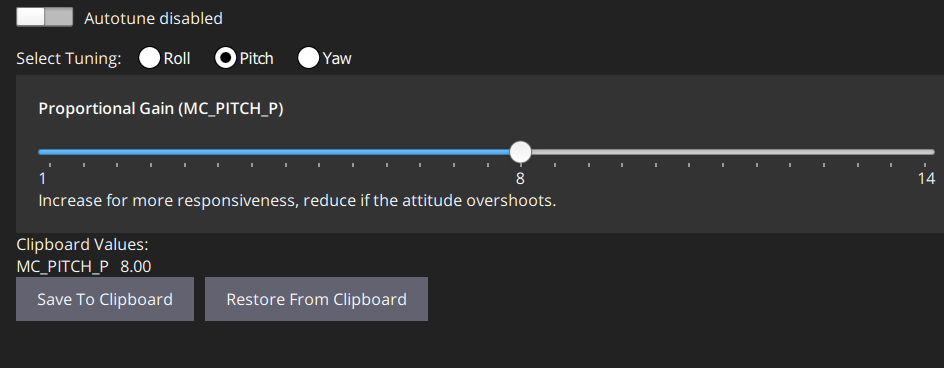 Autotune disabled
Select Tuning: Roll Pitch Yaw
Proportional Gain (MC_PITCH_P)
1 8 14
Increase for more responsiveness, reduce if the attitude overshoots.
Clipboard Values:
MC_PITCH_P 8.00
Save To Clipboard Restore From Clipboard